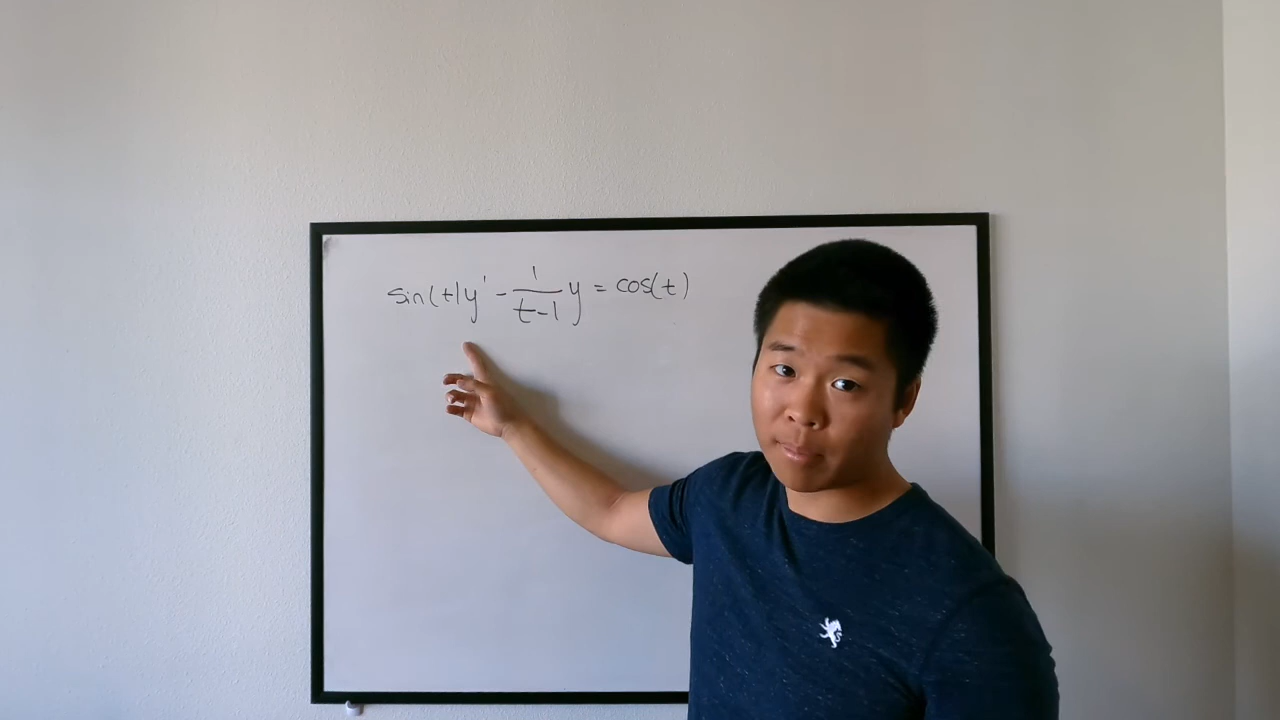 sin(t)y' - 1/(t-1) y = cos(t)